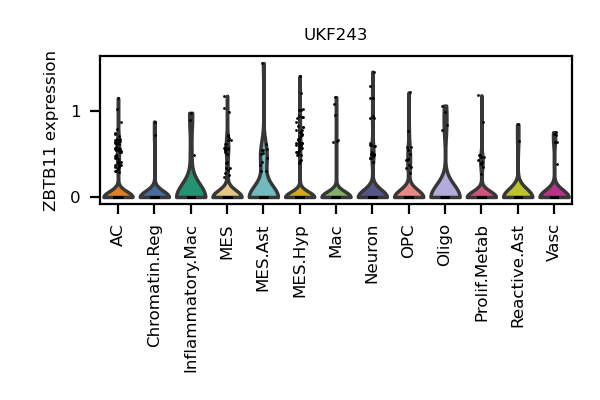 UKF243
ZBTB11 expression
1
0
AC
Chromatin.Reg
Inflammatory.Mac
MES
MES.Ast
MES.Hyp
Mac
Neuron
OPC
Oligo
Prolif.Metab
Reactive.Ast
Vasc